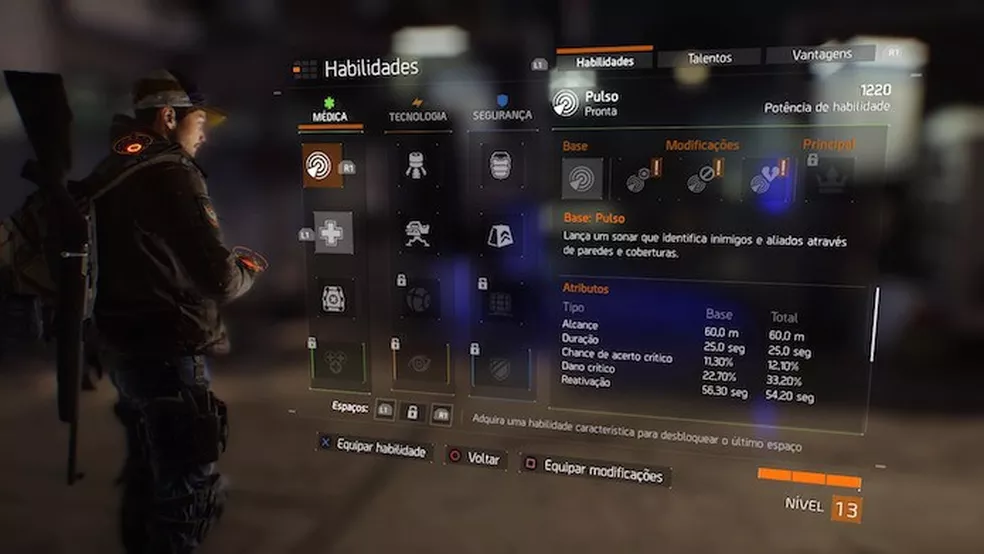 Habilidades
L1
Habilidades
Talentos
Vantagens
R1
MÉDICA
TECNOLOGIA
SEGURANÇA
Pulso
Pronta
1220
Potência de habilidade
Base
Modificações
Principal
R1
L1
Base: Pulso
Lança um sonar que identifica inimigos e aliados através
de paredes e coberturas.
Atributos
Tipo Base Total
Alcance 60,0 m 60,0 m
Duração 25,0 seg 25,0 seg
Chance de acerto crítico 11,30% 12,10%
Dano crítico 22,70% 33,20%
Reativação 56,30 seg 54,20 seg
Espaços: L1 R1
Adquira uma habilidade característica para desbloquear o último espaço
Equipar habilidade
Voltar
Equipar modificações
NÍVEL 13